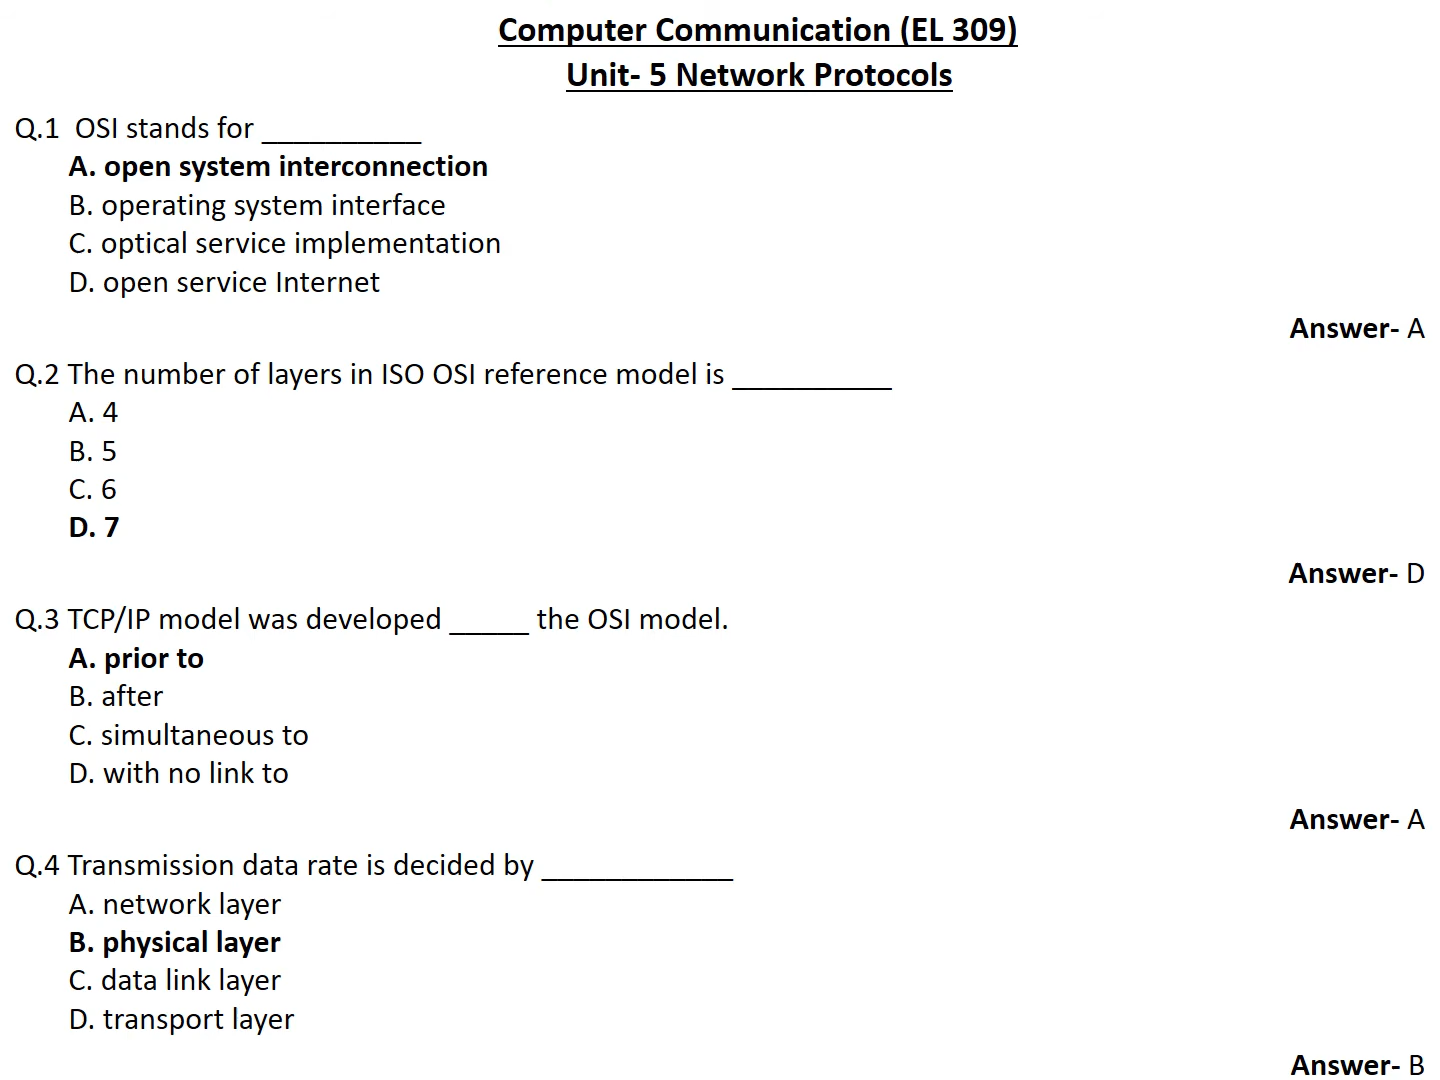 Computer Communication (EL 309)
Unit- 5 Network Protocols
Q.1 OSI stands for __________
A. open system interconnection
B. operating system interface
C. optical service implementation
D. open service Internet
Answer- A
Q.2 The number of layers in ISO OSI reference model is __________
A. 4
B. 5
C. 6
D. 7
Answer- D
Q.3 TCP/IP model was developed _____ the OSI model.
A. prior to
B. after
C. simultaneous to
D. with no link to
Answer- A
Q.4 Transmission data rate is decided by ____________
A. network layer
B. physical layer
C. data link layer
D. transport layer
Answer- B